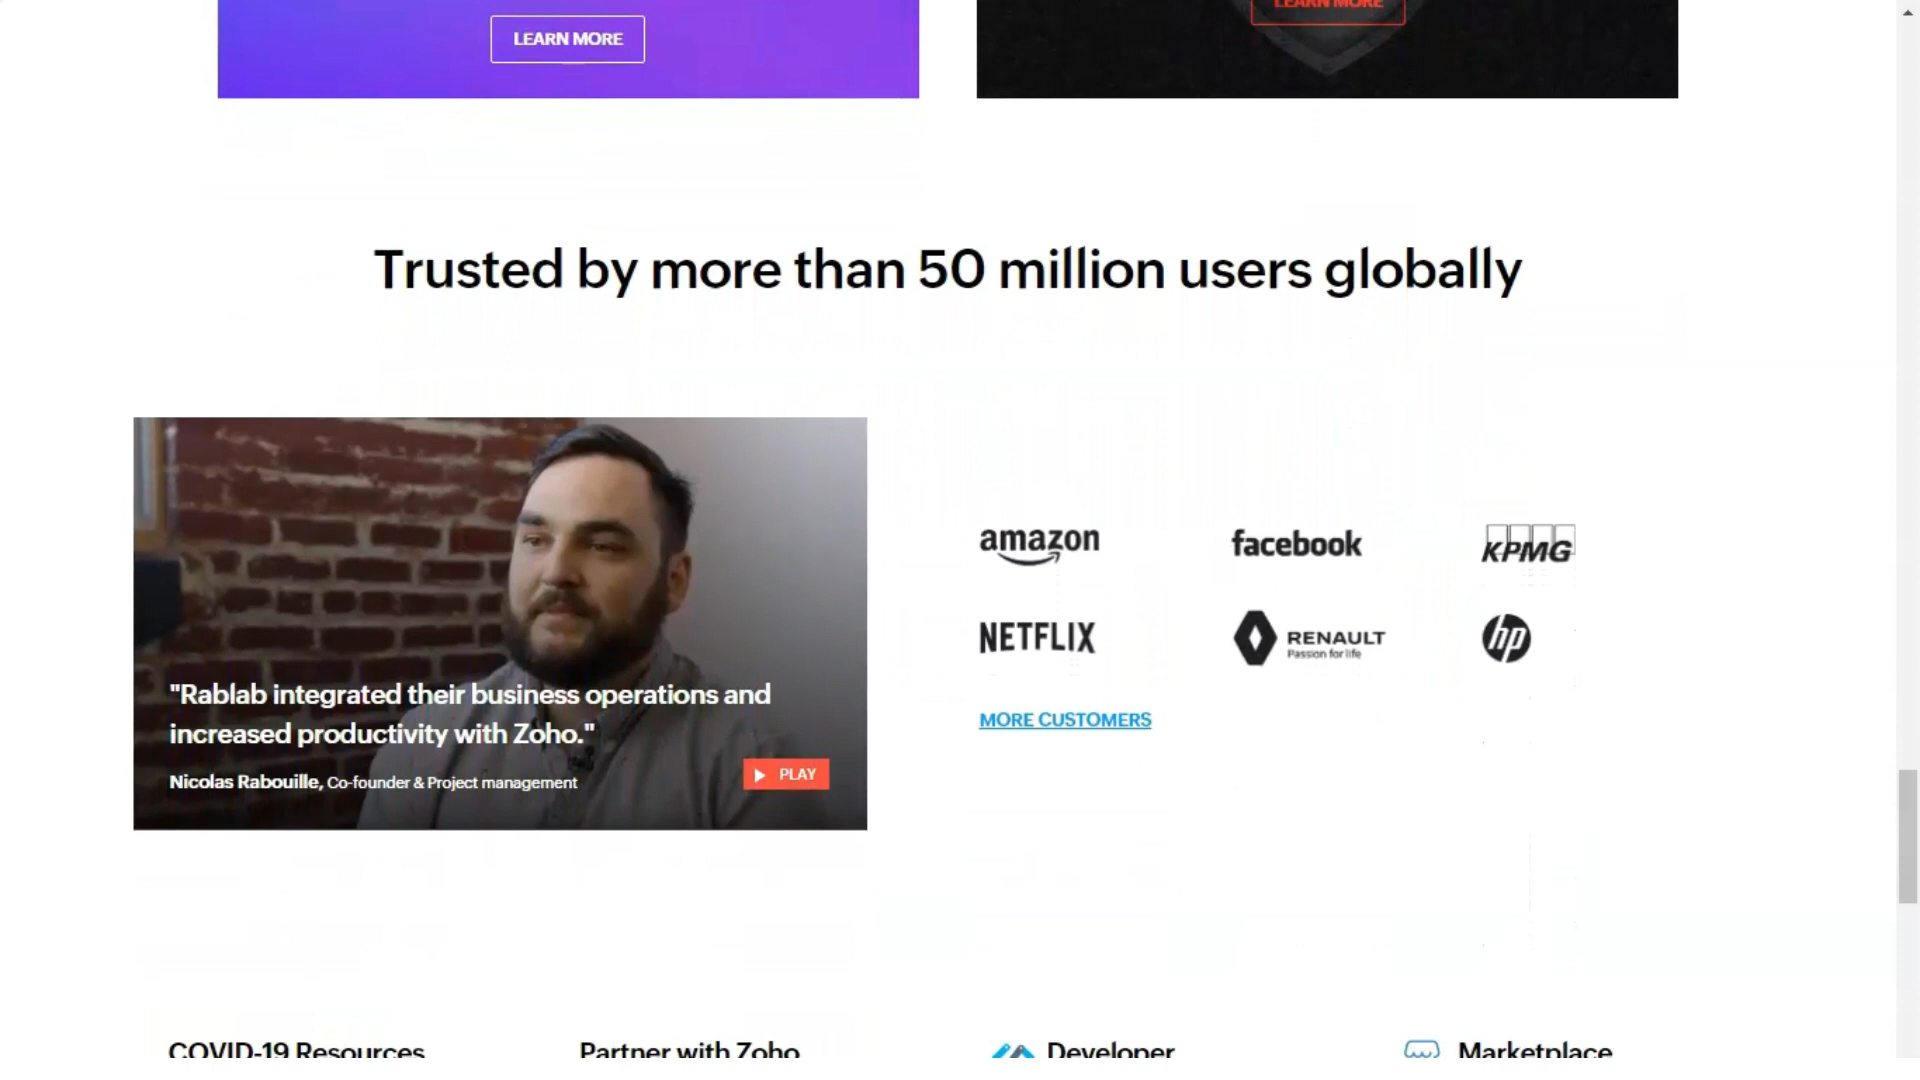 LEARN MORE
LEARN MORE
Trusted by more than 50 million users globally
amazon
facebook
KPMG
NETFLIX
RENAULT
Passion for life
hp
MORE CUSTOMERS
"Rablab integrated their business operations and
increased productivity with Zoho."
Nicolas Rabouille, Co-founder & Project management
PLAY
COVID-19 Resources
Partner with Zoho
Developer
Marketplace